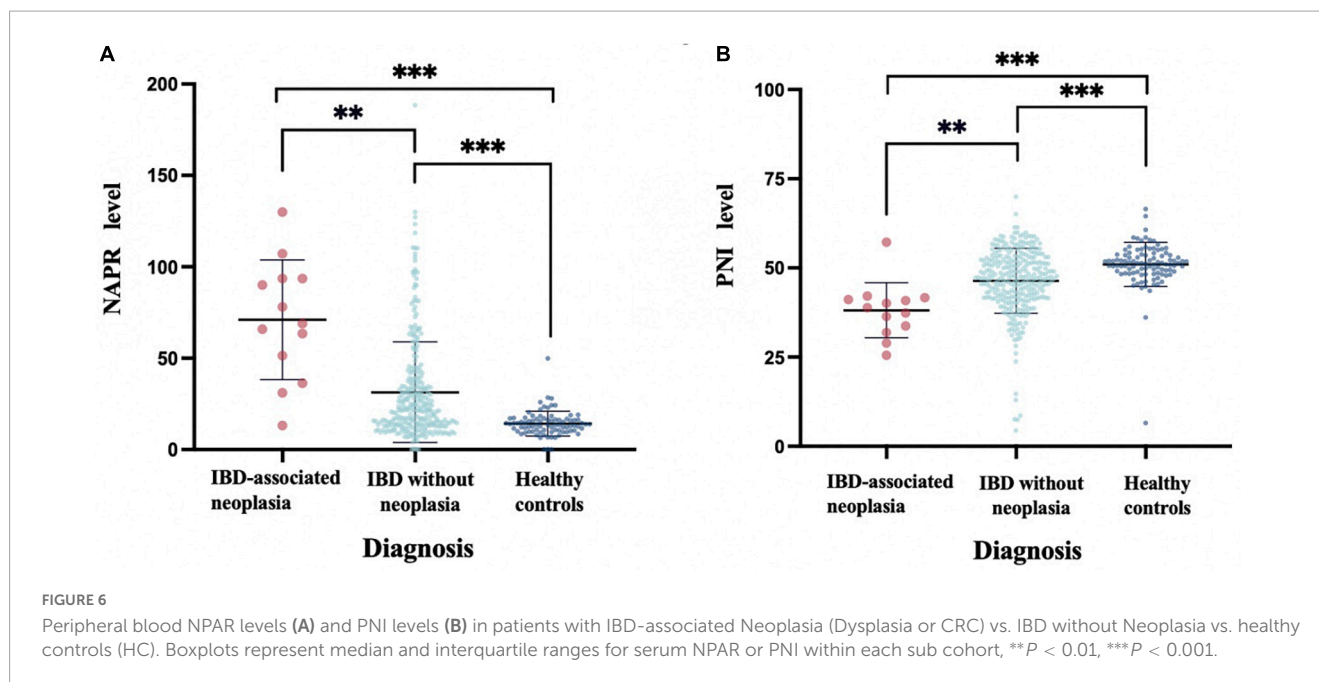 A
200
150
100
50
0
NAPR level
***
**
***
IBD-associated
neoplasia
IBD without
neoplasia
Healthy
controls
Diagnosis
B
100
75
50
25
0
PNI level
***
***
**
IBD-associated
neoplasia
IBD without
neoplasia
Healthy
controls
Diagnosis
FIGURE 6
Peripheral blood NPAR levels (A) and PNI levels (B) in patients with IBD-associated Neoplasia (Dysplasia or CRC) vs. IBD without Neoplasia vs. healthy
controls (HC). Boxplots represent median and interquartile ranges for serum NPAR or PNI within each sub cohort, **P < 0.01, ***P < 0.001.